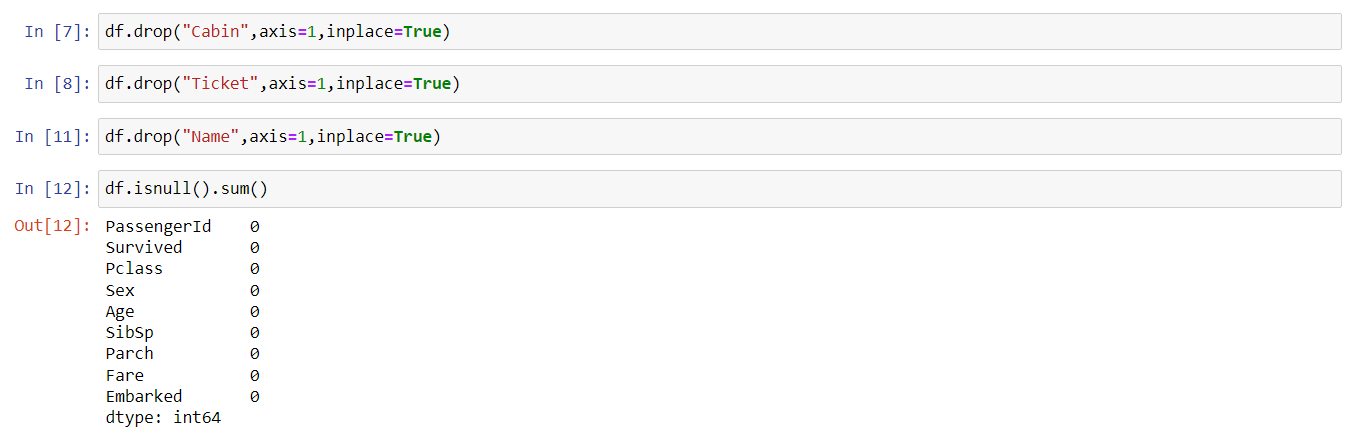 In [7]: df.drop("Cabin",axis=1,inplace=True)
In [8]: df.drop("Ticket",axis=1,inplace=True)
In [11]: df.drop("Name",axis=1,inplace=True)
In [12]: df.isnull().sum()
Out[12]: PassengerId    0
Survived       0
Pclass         0
Sex            0
Age            0
SibSp          0
Parch          0
Fare           0
Embarked       0
dtype: int64